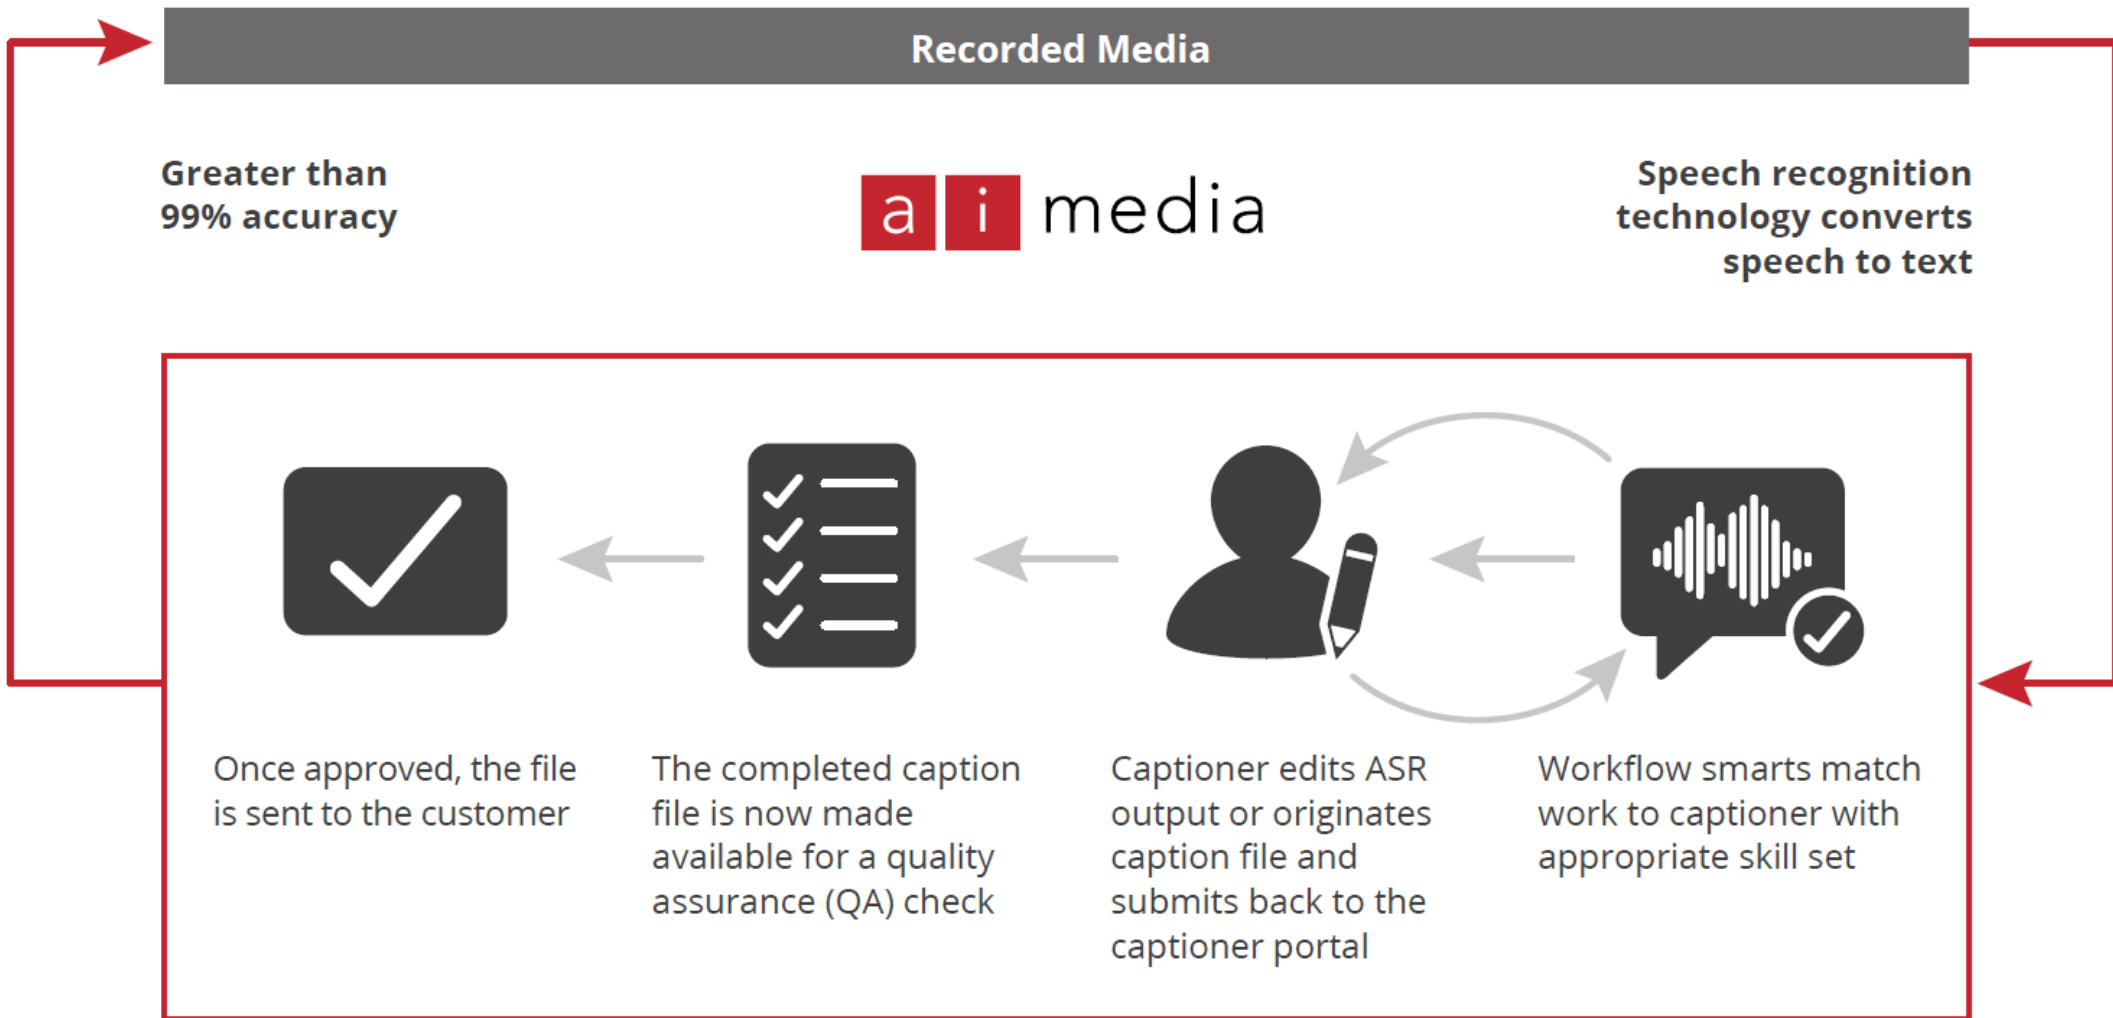 Recorded Media
Greater than
99% accuracy
ai media
Speech recognition
technology converts
speech to text
Once approved, the file
is sent to the customer
The completed caption
file is now made
available for a quality
assurance (QA) check
Captioner edits ASR
output or originates
caption file and
submits back to the
captioner portal
Workflow smarts match
work to captioner with
appropriate skill set